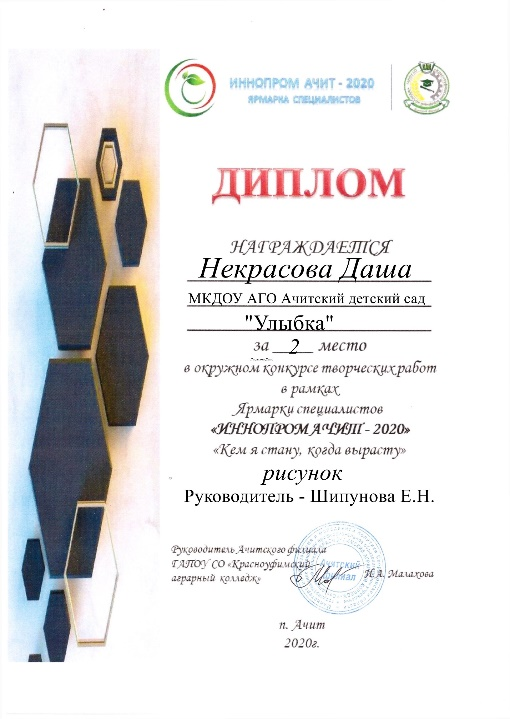 ИННОПРОМ АЧИТ - 2020
ЯРМАРКА СПЕЦИАЛИСТОВ
ДИПЛОМ
НАГРАЖДАЕТСЯ
Некрасова Даша
МКДОУ АГО Ачитский детский сад
"Улыбка"
за 2 место
в окружном конкурсе творческих работ
в рамках
Ярмарки специалистов
«ИННОПРОМ АЧИТ - 2020»
«Кем я стану, когда вырасту»
рисунок
Руководитель - Шипунова Е.Н.
Руководитель Ачитского филиала
ГАПОУ СО «Красноуфимский
аграрный колледж»
Н.А. Малахова
Ачитский
филиал
п. Ачит
2020г.